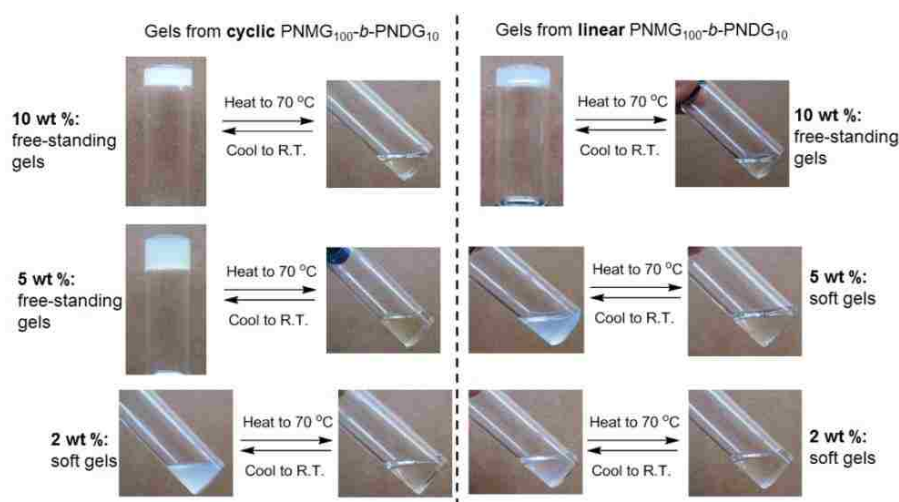 Gels from cyclic PNMG100-b-PNDG10
10 wt %:
free-standing
gels
Heat to 70 °C
Cool to R.T.
5 wt %:
free-standing
gels
Heat to 70 °C
Cool to R.T.
2 wt %:
soft gels
Heat to 70 °C
Cool to R.T.
Gels from linear PNMG100-b-PNDG10
Heat to 70 °C
Cool to R.T.
10 wt %:
free-standing
gels
Heat to 70 °C
Cool to R.T.
5 wt %:
soft gels
Heat to 70 °C
Cool to R.T.
2 wt %:
soft gels